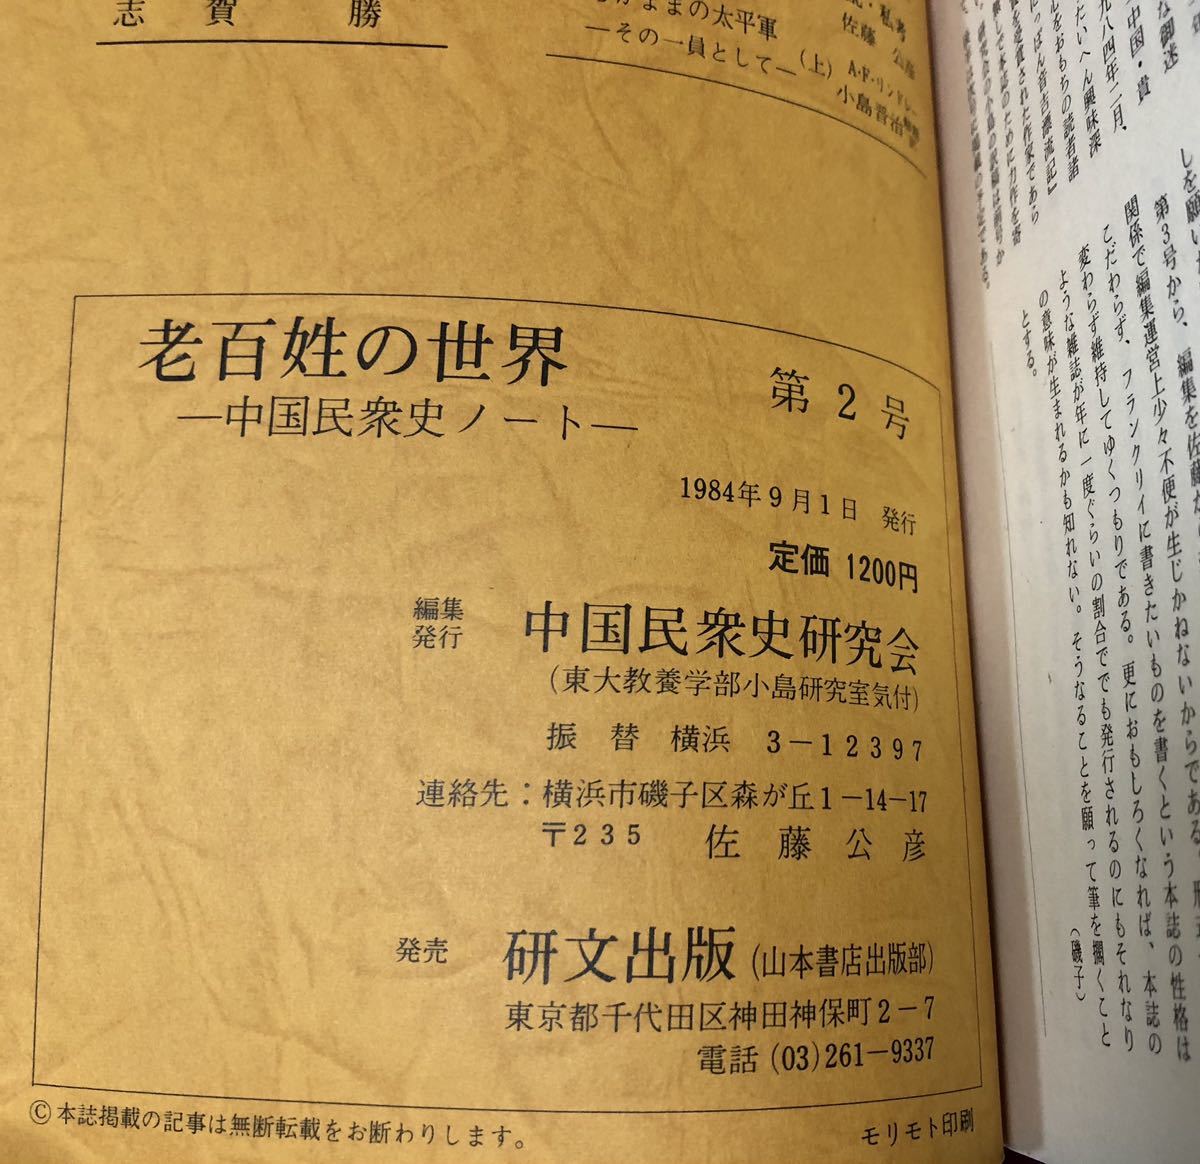 志賀勝
まの太平軍
―その一員として―(上)
佐藤公彦
小島晋治
老百姓の世界 第2号
―中国民衆史ノート―
1984年9月1日 発行
定価 1200円
編集
発行 中国民衆史研究会
(東大教養学部小島研究室気付)
振替 横浜 3-12397
連絡先：横浜市磯子区森が丘1-14-17
〒235 佐藤公彦
発売 研文出版(山本書店出版部)
東京都千代田区神田神保町2-7
電話(03)261-9337
©本誌掲載の記事は無断転載をお断わりします。
モリモト印刷
中国・貴
九八四年二月、
たいへん興味深
をおもちの読者諸
第3号から、編集を佐藤
関係で編集運営上少々不便が生じかねないからである。
こだわらず、フランクリイに書きたいものを書くという本誌の性格は
変わらず維持してゆくつもりである。更におもしろくなれば、本誌の
ような雑誌が年に一度ぐらいの割合ででも発行されるのにもそれなり
の意味が生まれるかも知れない。そうなることを願って筆を擱くこと
とする。
(磯子)